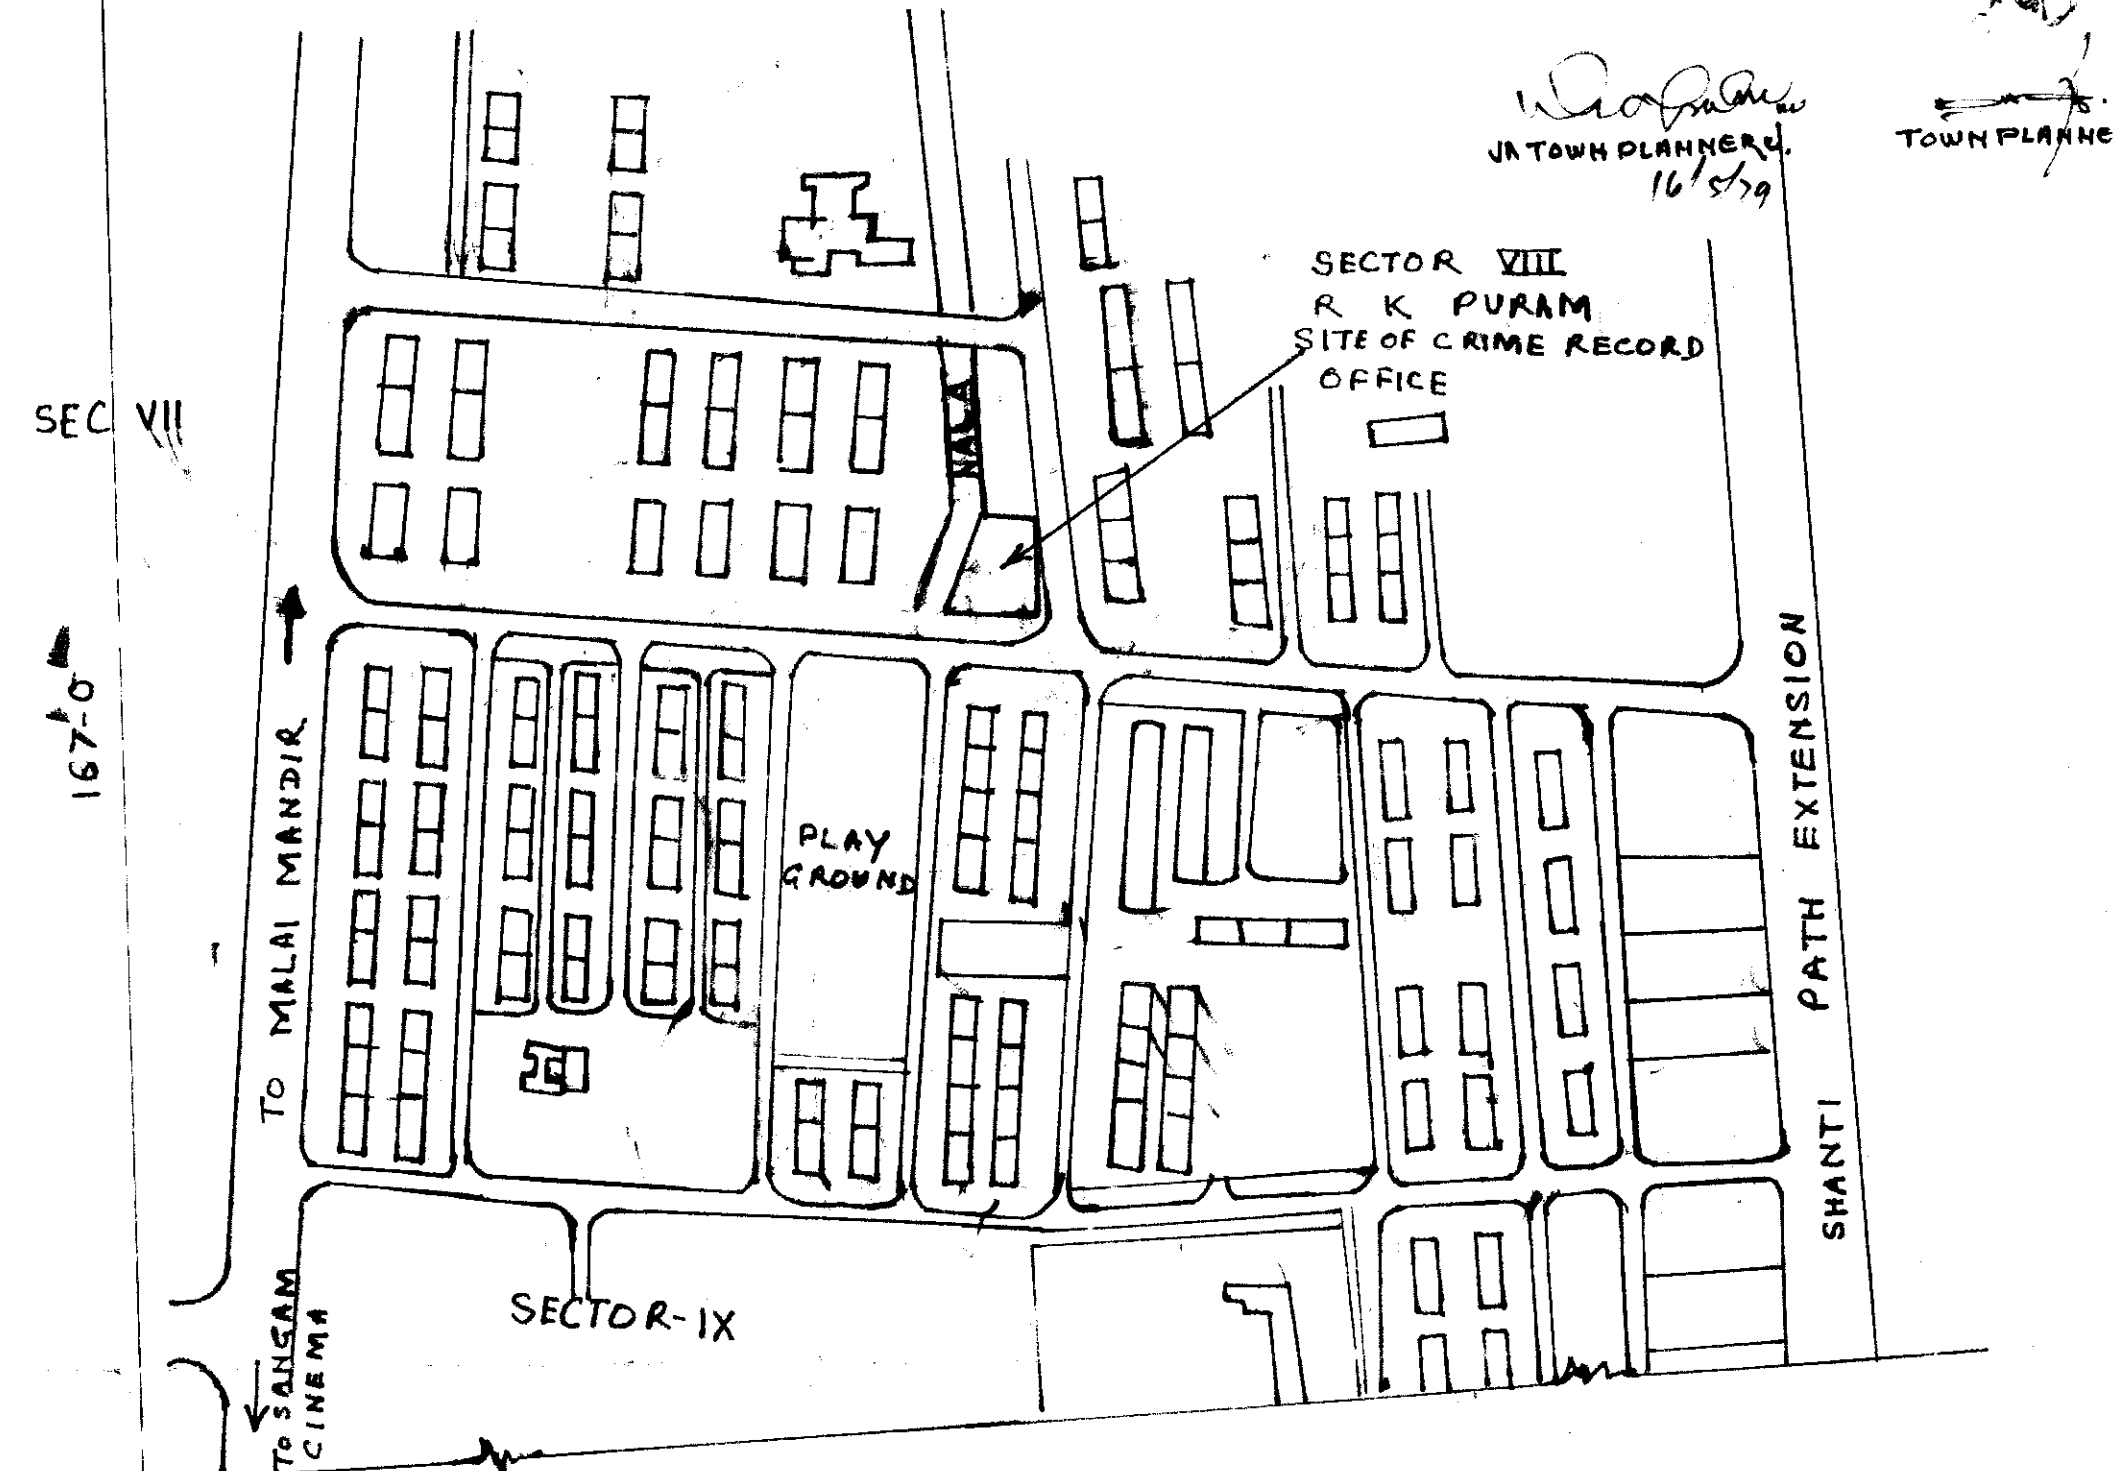 JR TOWN PLANNER
16/5/79
TOWN PLANNE
SECTOR VIII
R K PURAM
SITE OF CRIME RECORD
OFFICE
SEC VII
NALA
167'-0
TO MALAI MANDIR
PLAY
GROUND
SHANTI PATH EXTENSION
SECTOR-IX
TO SANGAM
CINEMA